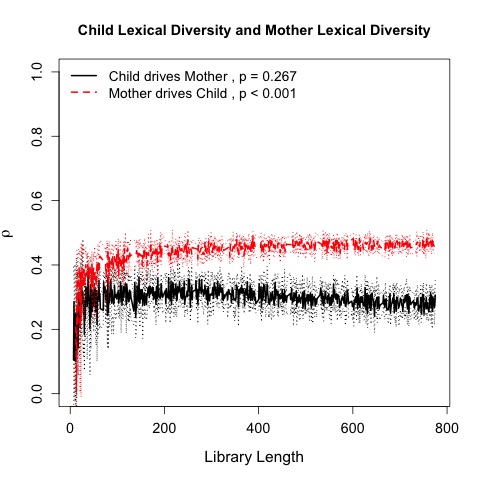 Child Lexical Diversity and Mother Lexical Diversity
Child drives Mother , p = 0.267
Mother drives Child , p < 0.001
ρ
1.0
0.8
0.6
0.4
0.2
0.0
0 200 400 600 800
Library Length